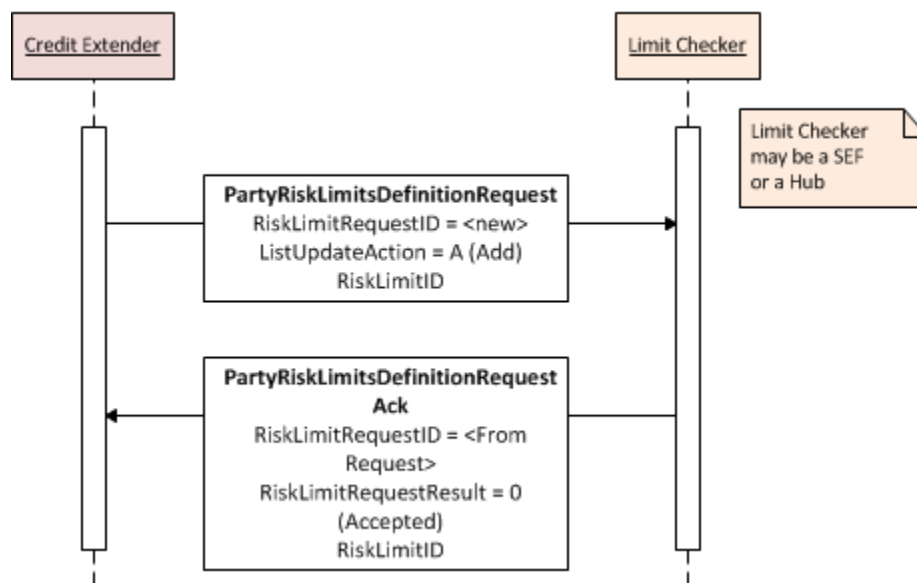 Credit Extender
Limit Checker
Limit Checker
may be a SEF
or a Hub
PartyRiskLimitsDefinitionRequest
RiskLimitRequestID = <new>
ListUpdateAction = A (Add)
RiskLimitID
PartyRiskLimitsDefinitionRequest
Ack
RiskLimitRequestID = <From
Request>
RiskLimitRequestResult = 0
(Accepted)
RiskLimitID